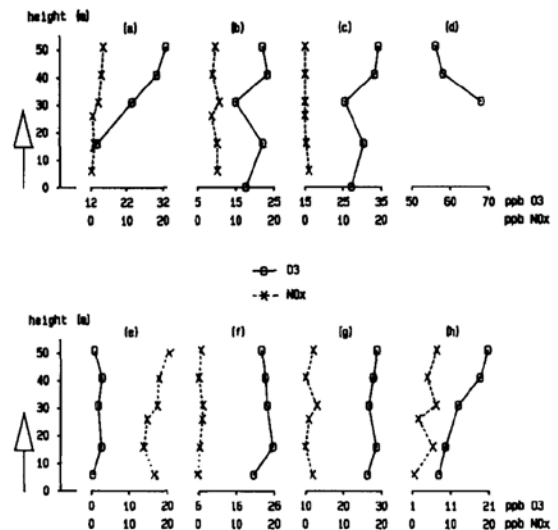 height (m)
(a) (b) (c) (d)
50
40
30
20
10
0
12 22 32 5 15 25 15 25 35 50 60 70 ppb O3
0 10 20 0 10 20 0 10 20 ppb NOx
O3
NOx
height (m)
(e) (f) (g) (h)
50
40
30
20
10
0
0 10 20 6 16 26 0 10 20 30 1 11 21 ppb O3
0 10 20 0 10 20 0 10 20 0 10 20 ppb NOx